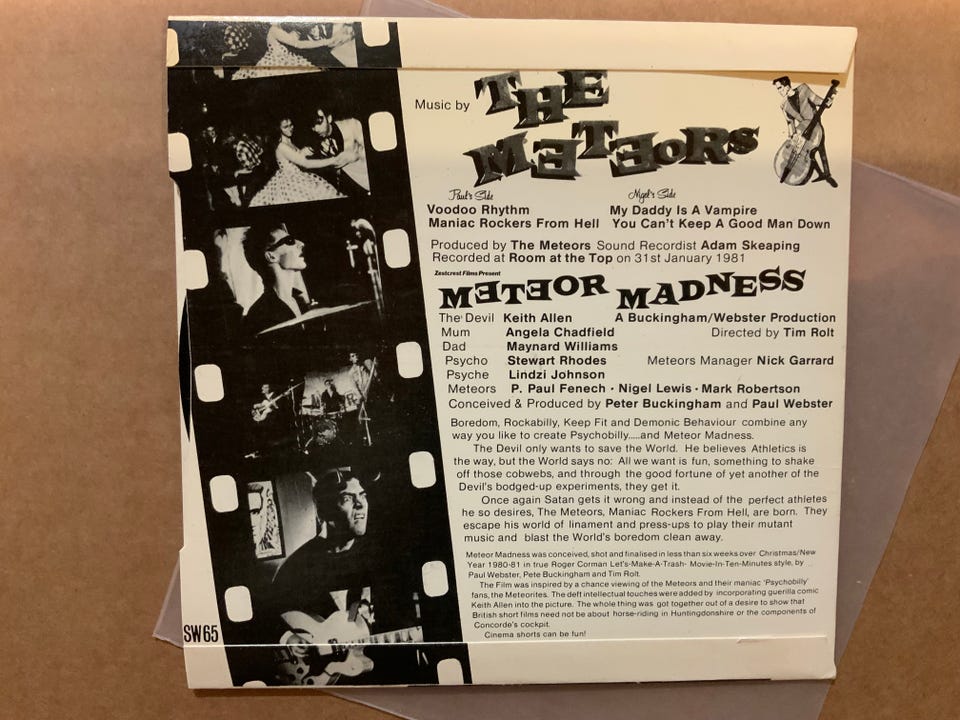 Music by THE
METEORS
Paul's Side Nigel's Side
Voodoo Rhythm My Daddy Is A Vampire
Maniac Rockers From Hell You Can't Keep A Good Man Down
Produced by The Meteors Sound Recordist Adam Skeaping
Recorded at Room at the Top on 31st January 1981
Zestcrest Films Present
METEOR MADNESS
The Devil Keith Allen A Buckingham/Webster Production
Mum Angela Chadfield Directed by Tim Rolt
Dad Maynard Williams
Psycho Stewart Rhodes Meteors Manager Nick Garrard
Psyche Lindzi Johnson
Meteors P. Paul Fenech · Nigel Lewis · Mark Robertson
Conceived & Produced by Peter Buckingham and Paul Webster
Boredom, Rockabilly, Keep Fit and Demonic Behaviour combine any
way you like to create Psychobilly.....and Meteor Madness.
The Devil only wants to save the World. He believes Athletics is
the way, but the World says no: All we want is fun, something to shake
off those cobwebs, and through the good fortune of yet another of the
Devil's bodged-up experiments, they get it.
Once again Satan gets it wrong and instead of the perfect athletes
he so desires, The Meteors, Maniac Rockers From Hell, are born. They
escape his world of linament and press-ups to play their mutant
music and blast the World's boredom clean away.
Meteor Madness was conceived, shot and finalised in less than six weeks over Christmas/New
Year 1980-81 in true Roger Corman Let's-Make-A-Trash- Movie-In-Ten-Minutes style, by
Paul Webster, Pete Buckingham and Tim Rolt.
The Film was inspired by a chance viewing of the Meteors and their maniac 'Psychobilly'
fans, the Meteorites. The deft intellectual touches were added by incorporating guerilla comic
Keith Allen into the picture. The whole thing was got together out of a desire to show that
British short films need not be about horse-riding in Huntingdonshire or the components of
Concorde's cockpit.
Cinema shorts can be fun!
SW65